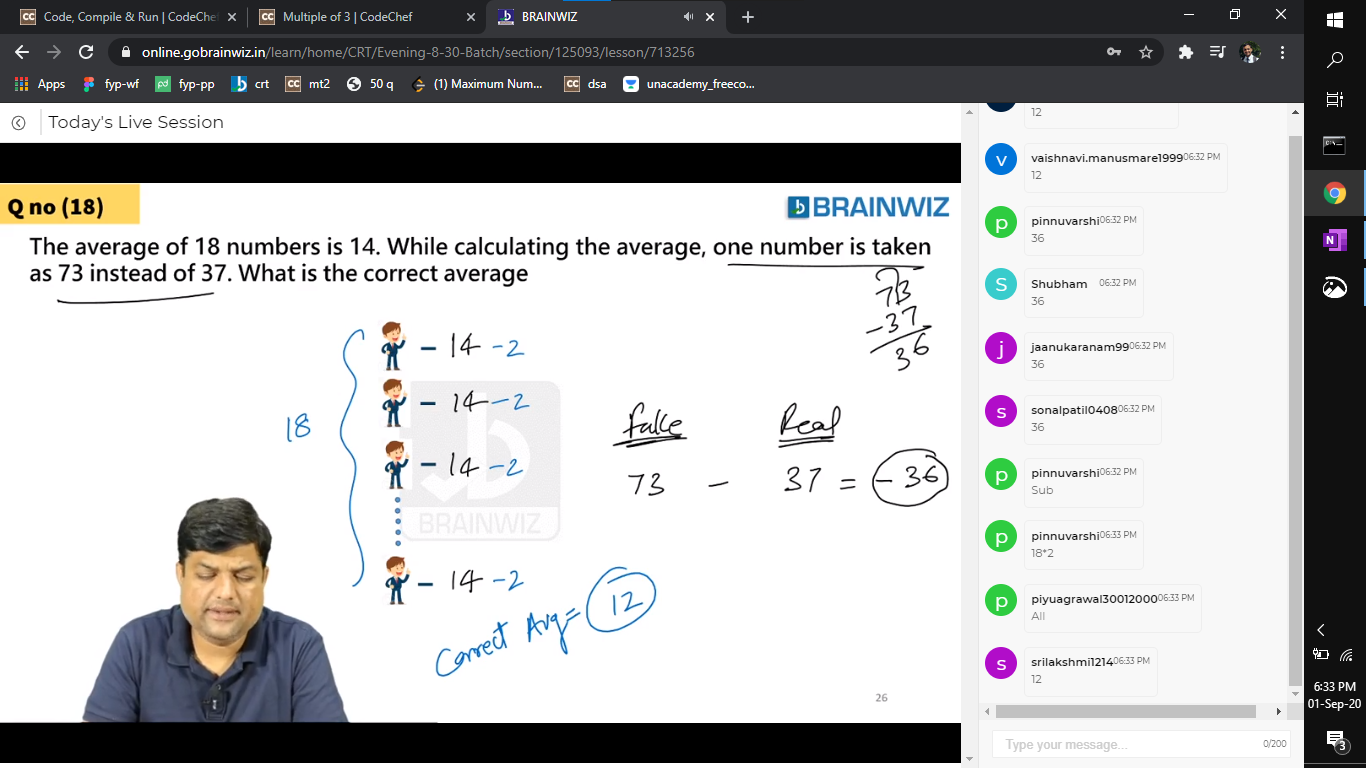 Code, Compile & Run | CodeChef
Multiple of 3 | CodeChef
BRAINWIZ
online.gobrainwiz.in/learn/home/CRT/Evening-8-30-Batch/section/125093/lesson/713256
Apps
fyp-wf
fyp-pp
crt
CC
mt2
50 q
(1) Maximum Num...
CC
dsa
unacademy_freeco...
Today's Live Session
Q no (18)
BRAINWIZ
The average of 18 numbers is 14. While calculating the average, one number is taken
as 73 instead of 37. What is the correct average
73
-37
36
18
- 14 -2
- 14 -2
- 14 -2
- 14 -2
BRAINWIZ
Fake Real
73 - 37 = -36
Correct Avg = 12
26
12
v
vaishnavi.manusmare1999 06:32 PM
12
p
pinnuvarshi 06:32 PM
36
S
Shubham 06:32 PM
36
j
jaanukaranam99 06:32 PM
36
s
sonalpatil0408 06:32 PM
36
p
pinnuvarshi 06:32 PM
Sub
p
pinnuvarshi 06:33 PM
18*2
p
piyuagrawal30012000 06:33 PM
All
s
srilakshmi1214 06:33 PM
12
Type your message...
0/200
N
6:33 PM
01-Sep-20
3